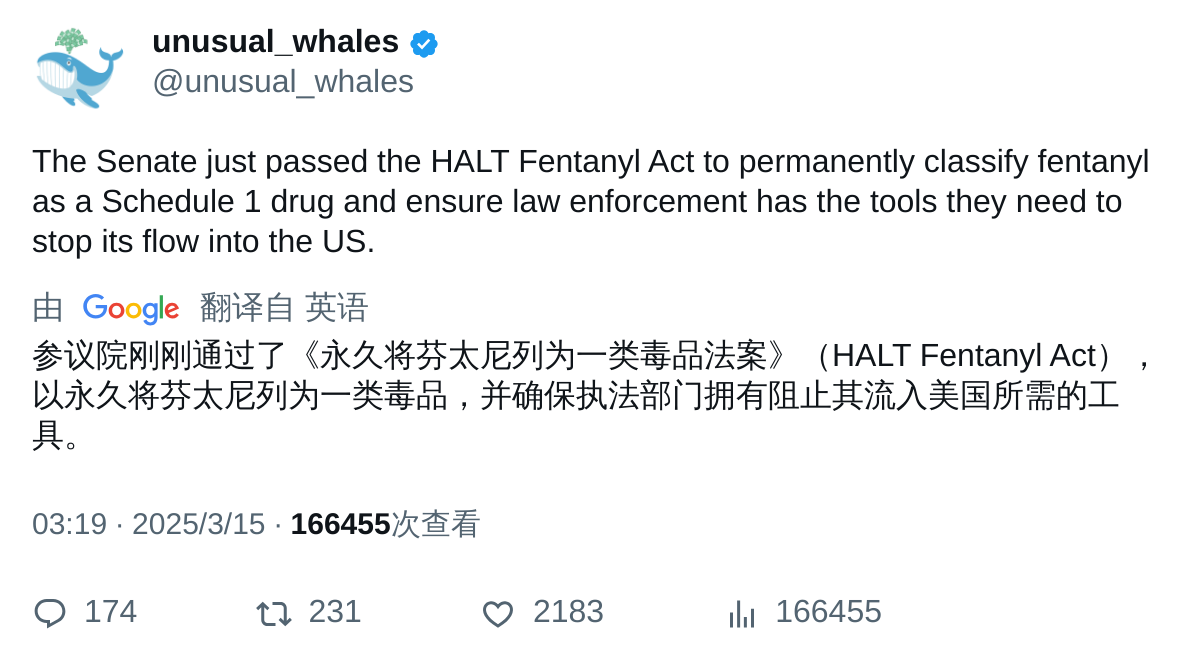 unusual_whales
@unusual_whales
The Senate just passed the HALT Fentanyl Act to permanently classify fentanyl
as a Schedule 1 drug and ensure law enforcement has the tools they need to
stop its flow into the US.
由 Google 翻译自 英语
参议院刚刚通过了《永久将芬太尼列为一类毒品法案》（HALT Fentanyl Act），
以永久将芬太尼列为一类毒品，并确保执法部门拥有阻止其流入美国所需的工
具。
03:19 · 2025/3/15 · 166455次查看
174 231 2183 166455